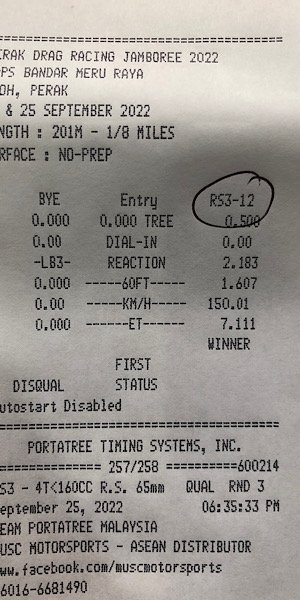 ==============================
ERAK DRAG RACING JAMBOREE 2022
PS BANDAR MERU RAYA
OH, PERAK
& 25 SEPTEMBER 2022
NGTH : 201M - 1/8 MILES
RFACE : NO-PREP
BYE Entry RS3-12
0.000 0.000 TREE 0.500
0.00 DIAL-IN 0.00
-LB3- REACTION 2.183
0.000 ------60FT------ 1.607
0.00 ------KM/H------ 150.01
0.000 -------ET------- 7.111
WINNER
FIRST
DISQUAL STATUS
utostart Disabled
==============================
PORTATREE TIMING SYSTEMS, INC.
============== 257/258 ==========600214
S3 - 4T<160CC R.S. 65mm QUAL RND 3
eptember 25, 2022 06:35:33 PM
EAM PORTATREE MALAYSIA
USC MOTORSPORTS - ASEAN DISTRIBUTOR
ww.facebook.com/muscmotorsports
6016-6681490